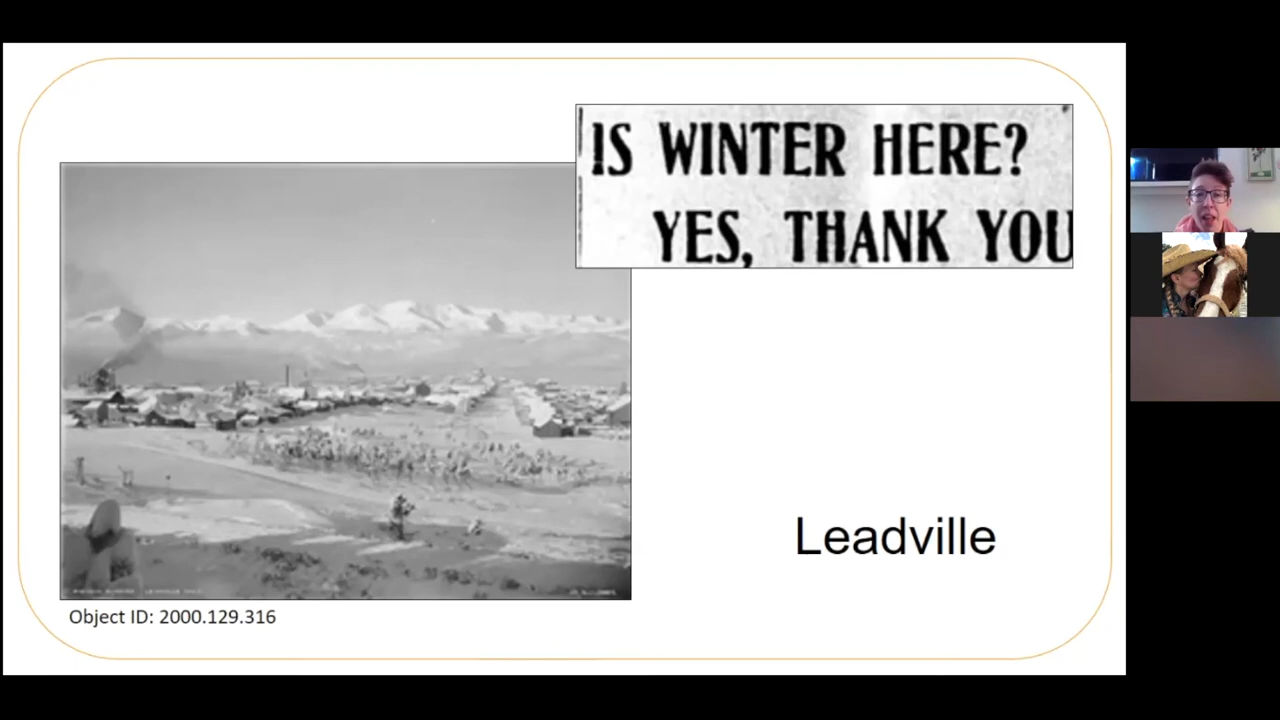 IS WINTER HERE?
YES, THANK YOU
Leadville
Object ID: 2000.129.316